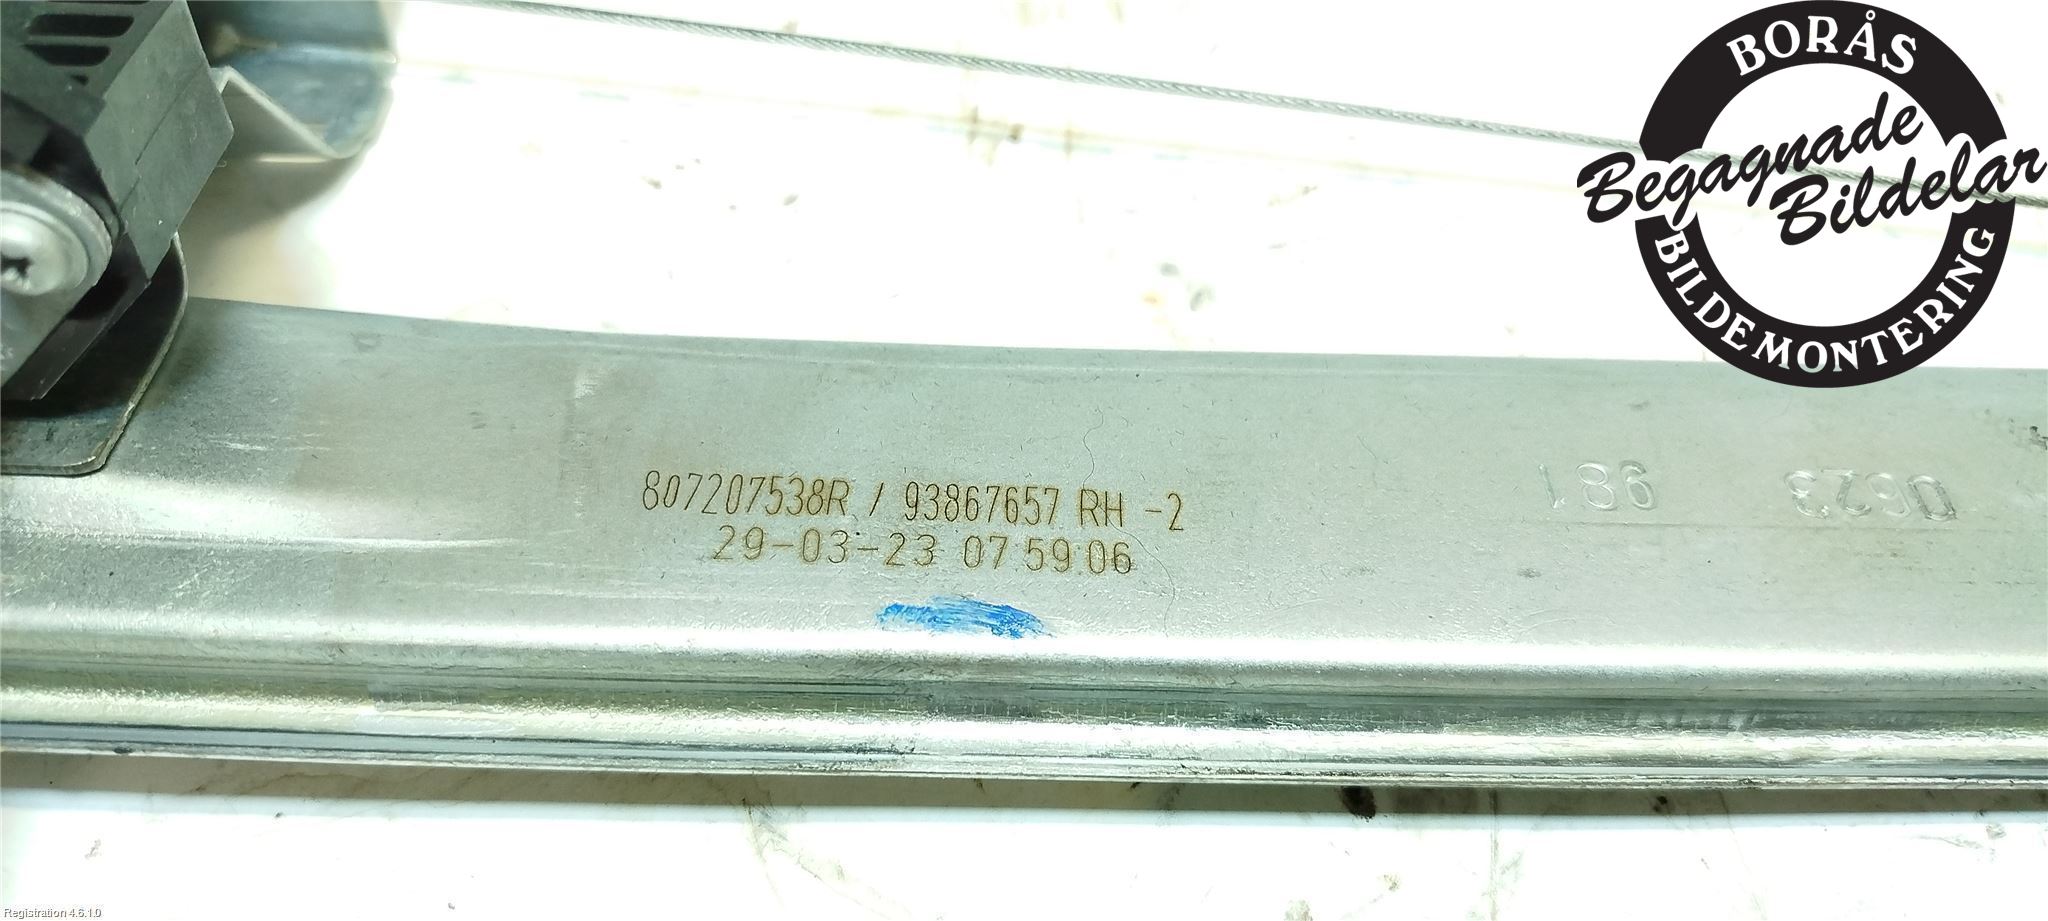 BORÅS
Begagnade
Bildelar
BILDEMONTERING
807207538R / 93867657 RH -2
29-03-23 07:59:06
981 0623
Registration 4.6.1.0